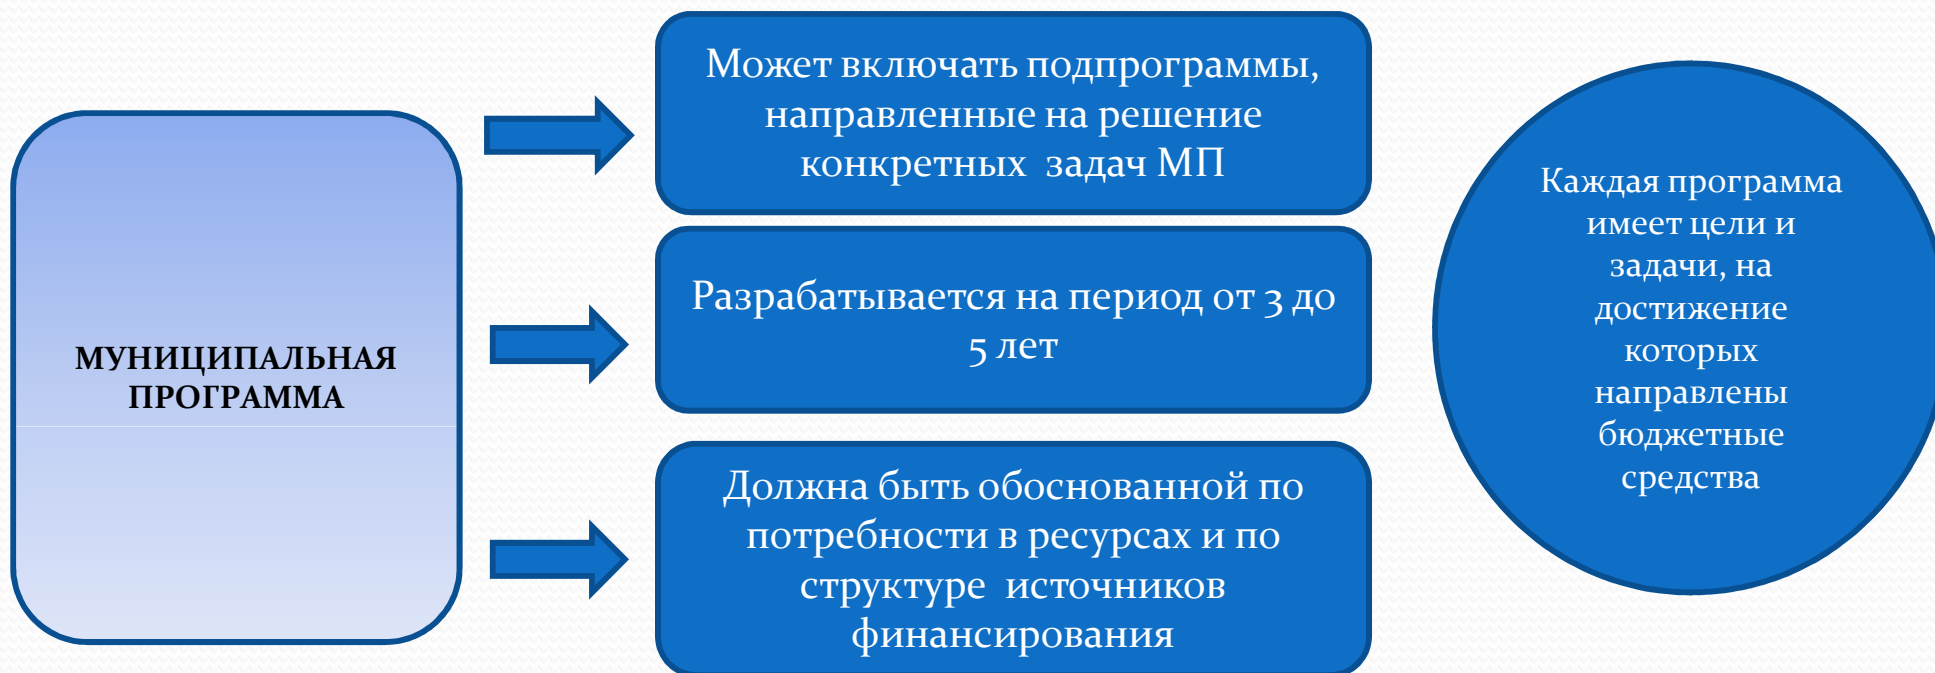 МУНИЦИПАЛЬНАЯ
ПРОГРАММА
Может включать подпрограммы,
направленные на решение
конкретных задач МП
Разрабатывается на период от 3 до
5 лет
Должна быть обоснованной по
потребности в ресурсах и по
структуре источников
финансирования
Каждая программа
имеет цели и
задачи, на
достижение
которых
направлены
бюджетные
средства